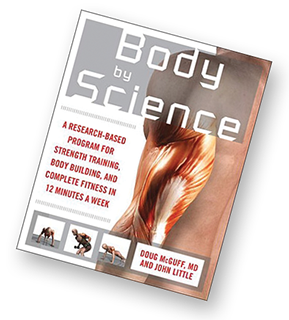 Body
by
Science
A RESEARCH-BASED
PROGRAM FOR
STRENGTH TRAINING,
BODY BUILDING, AND
COMPLETE FITNESS IN
12 MINUTES A WEEK
DOUG McGUFF, MD
AND JOHN LITTLE